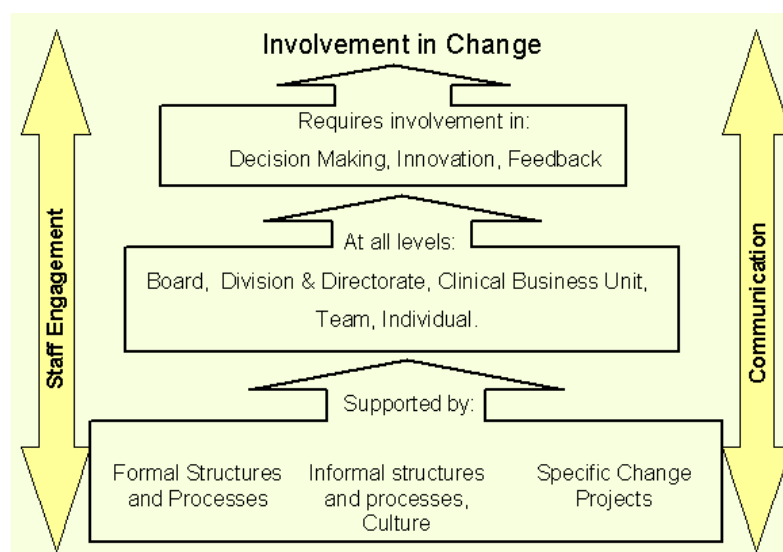 Involvement in Change
Requires involvement in:
Decision Making, Innovation, Feedback
At all levels:
Board, Division & Directorate, Clinical Business Unit,
Team, Individual.
Supported by:
Formal Structures
and Processes
Informal structures
and processes,
Culture
Specific Change
Projects
Staff Engagement
Communication